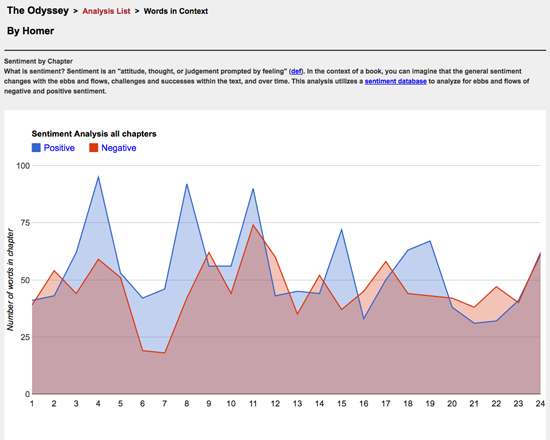 The Odyssey > Analysis List > Words in Context
By Homer
Sentiment by Chapter
What is sentiment? Sentiment is an "attitude, thought, or judgement prompted by feeling" (def). In the context of a book, you can imagine that the general sentiment
changes with the ebbs and flows, challenges and successes within the text, and over time. This analysis utilizes a sentiment database to analyze for ebbs and flows of
negative and positive sentiment.
Sentiment Analysis all chapters
Positive Negative
100
75
50
25
0
Number of words in chapter
1 2 3 4 5 6 7 8 9 10 11 12 13 14 15 16 17 18 19 20 21 22 23 24